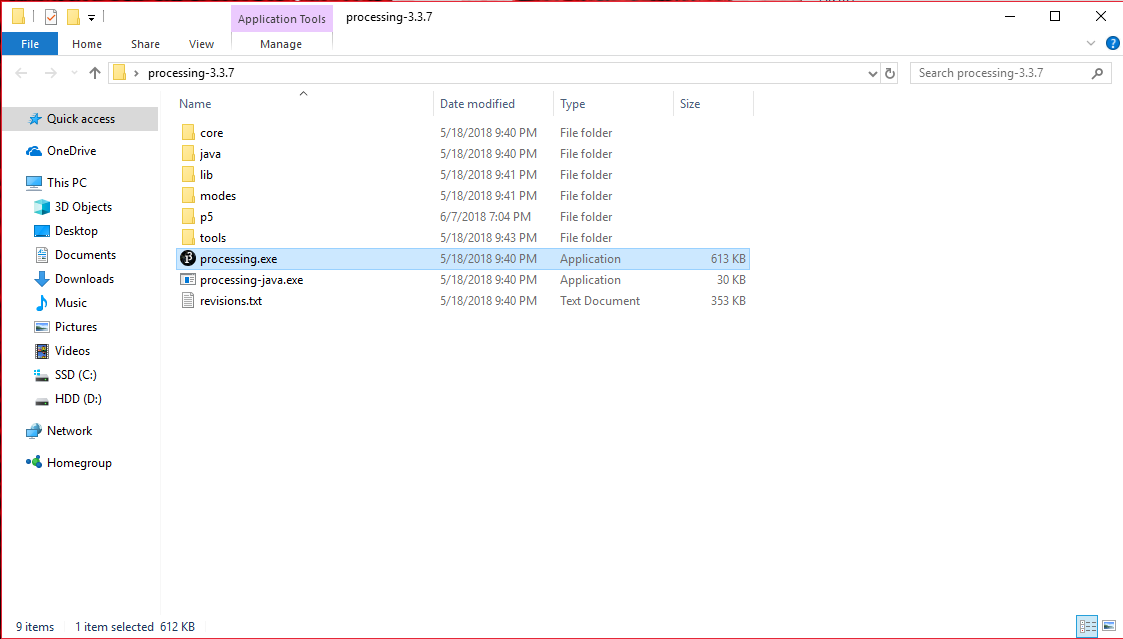 Application Tools processing-3.3.7
File Home Share View Manage
processing-3.3.7 Search processing-3.3.7
Name Date modified Type Size
Quick access
OneDrive
This PC
3D Objects
Desktop
Documents
Downloads
Music
Pictures
Videos
SSD (C:)
HDD (D:)
Network
Homegroup
core 5/18/2018 9:40 PM File folder
java 5/18/2018 9:40 PM File folder
lib 5/18/2018 9:41 PM File folder
modes 5/18/2018 9:41 PM File folder
p5 6/7/2018 7:04 PM File folder
tools 5/18/2018 9:43 PM File folder
processing.exe 5/18/2018 9:40 PM Application 613 KB
processing-java.exe 5/18/2018 9:40 PM Application 30 KB
revisions.txt 5/18/2018 9:40 PM Text Document 353 KB
9 items 1 item selected 612 KB